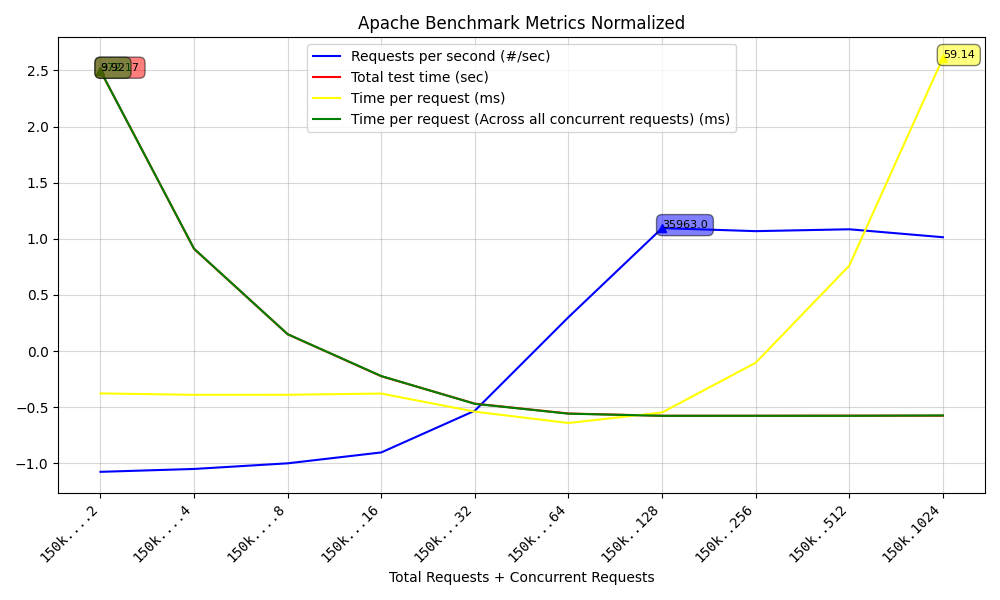 Apache Benchmark Metrics Normalized
Requests per second (#/sec)
Total test time (sec)
Time per request (ms)
Time per request (Across all concurrent requests) (ms)
59.14
35963.0
2.5
2.0
1.5
1.0
0.5
0.0
−0.5
−1.0
150k....2
150k....4
150k....8
150k...16
150k...32
150k...64
150k..128
150k..256
150k..512
150k.1024
Total Requests + Concurrent Requests